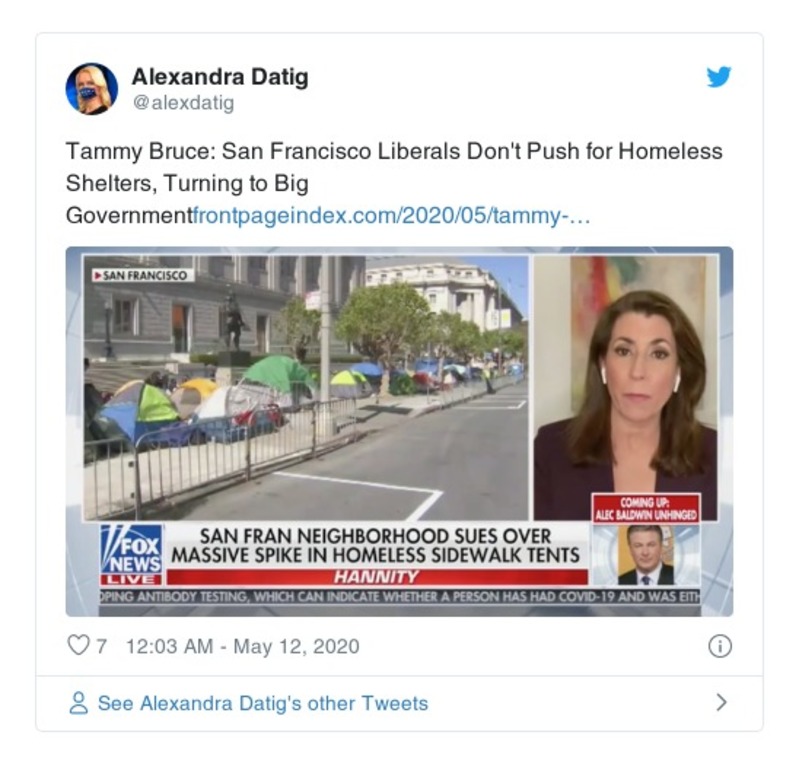 Alexandra Datig
@alexdatig
Tammy Bruce: San Francisco Liberals Don't Push for Homeless
Shelters, Turning to Big
Governmentfrontpageindex.com/2020/05/tammy-…
▶SAN FRANCISCO
COMING UP:
ALEC BALDWIN UNHINGED
FOX
NEWS
LIVE
SAN FRAN NEIGHBORHOOD SUES OVER
MASSIVE SPIKE IN HOMELESS SIDEWALK TENTS
HANNITY
OPING ANTIBODY TESTING, WHICH CAN INDICATE WHETHER A PERSON HAS HAD COVID-19 AND WAS EITH
7 12:03 AM - May 12, 2020
See Alexandra Datig's other Tweets